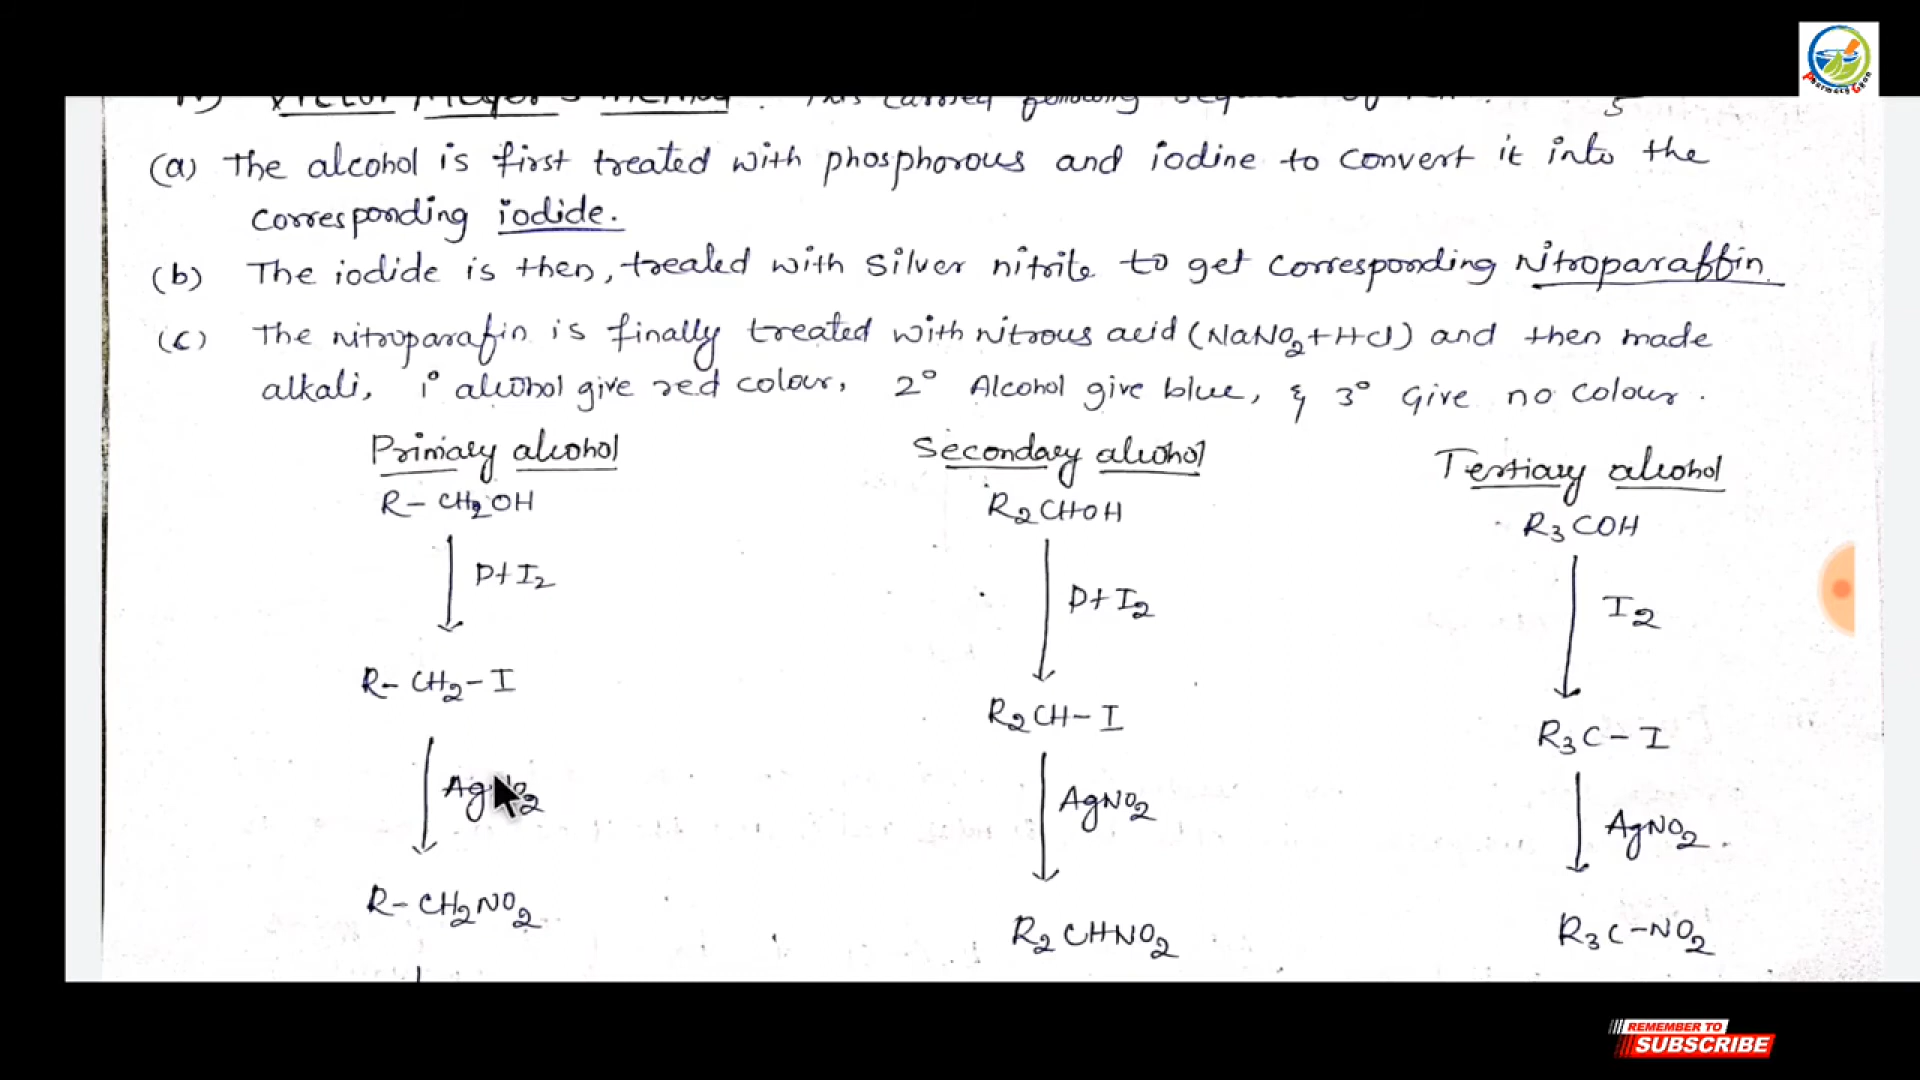 (a) The alcohol is first treated with phosphorous and iodine to convert it into the
corresponding iodide.
(b) The iodide is then, treated with silver nitrite to get corresponding Nitroparaffin.
(c) The nitroparafin is finally treated with nitrous acid (NaNO2+HCl) and then made
alkali, 1° alcohol give red colour, 2° Alcohol give blue, & 3° Give no colour.
Primary alcohol
R-CH2OH
P+I2
R-CH2-I
AgNO2
R-CH2NO2
Secondary alcohol
R2CHOH
P+I2
R2CH-I
AgNO2
R2CHNO2
Tertiary alcohol
R3COH
I2
R3C-I
AgNO2.
R3C-NO2
REMEMBER TO
SUBSCRIBE